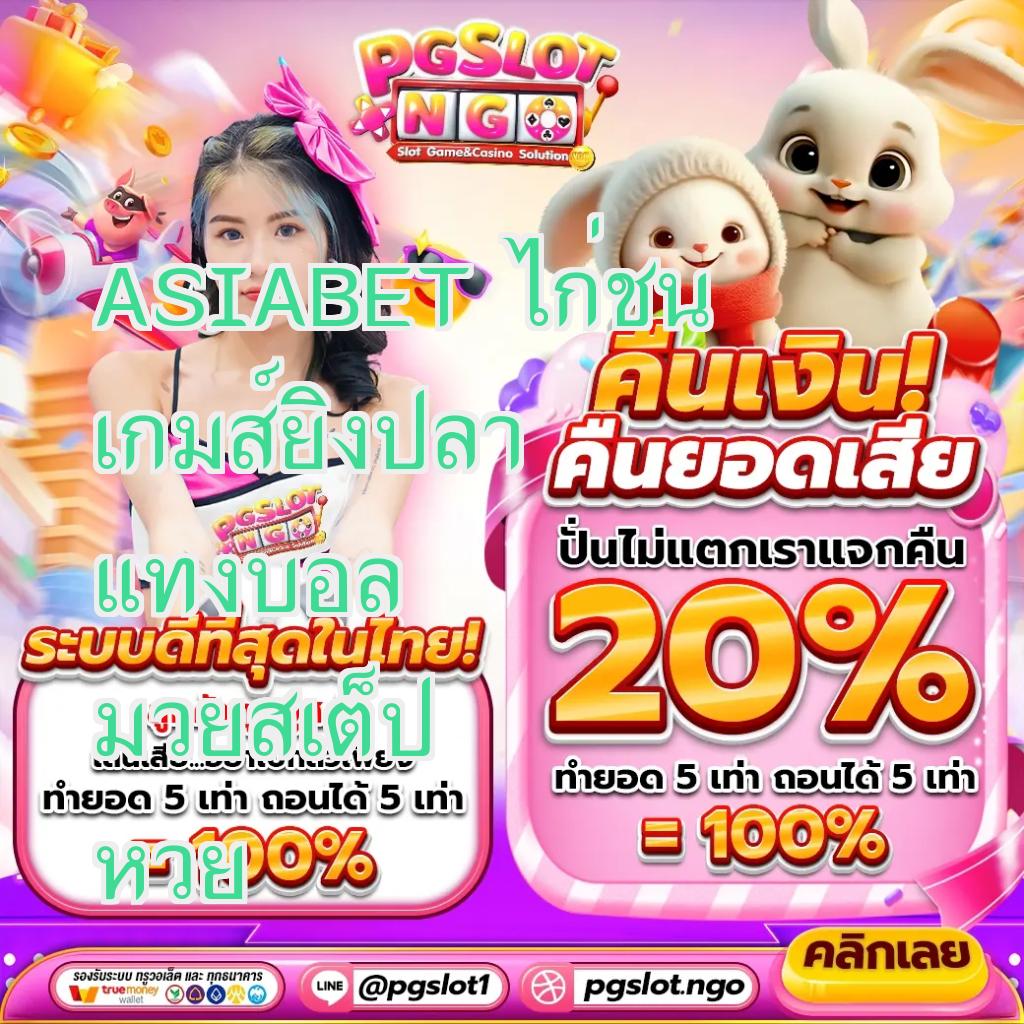 PGSLOT
NGO
Slot Game&Casino Solution
ASIABET ไก่ชน
เกมส์ยิงปลา
แทงบอล
มวยสเต็ป
หวย
PGSLOT
NGO
คืนเงิน!
คืนยอดเสีย
ปั่นไม่แตกเราแจกคืน
20%
ทำยอด 5 เท่า ถอนได้ 5 เท่า
= 100%
ระบบดีที่สุดในไทย!
ทำยอด 5 เท่า ถอนได้ 5 เท่า
100%
คลิกเลย
รองรับระบบ ทรูวอเล็ต และ ทุกธนาคาร
truemoney
wallet
LINE @pgslot1
pgslot.ngo